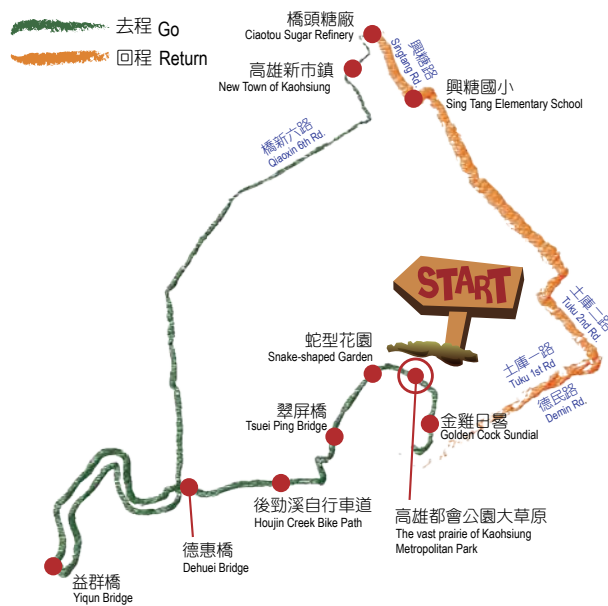 去程 Go
回程 Return
橋頭糖廠
Ciaotou Sugar Refinery
興糖路
Singtang Rd.
高雄新市鎮
New Town of Kaohsiung
興糖國小
Sing Tang Elementary School
橋新六路
Qiaoxin 6th Rd.
START
土庫二路
Tuku 2nd Rd.
蛇型花園
Snake-shaped Garden
土庫一路
Tuku 1st Rd
德民路
Demin Rd.
翠屏橋
Tsuei Ping Bridge
金雞日晷
Golden Cock Sundial
後勁溪自行車道
Houjin Creek Bike Path
高雄都會公園大草原
The vast prairie of Kaohsiung
Metropolitan Park
德惠橋
Dehuei Bridge
益群橋
Yiqun Bridge